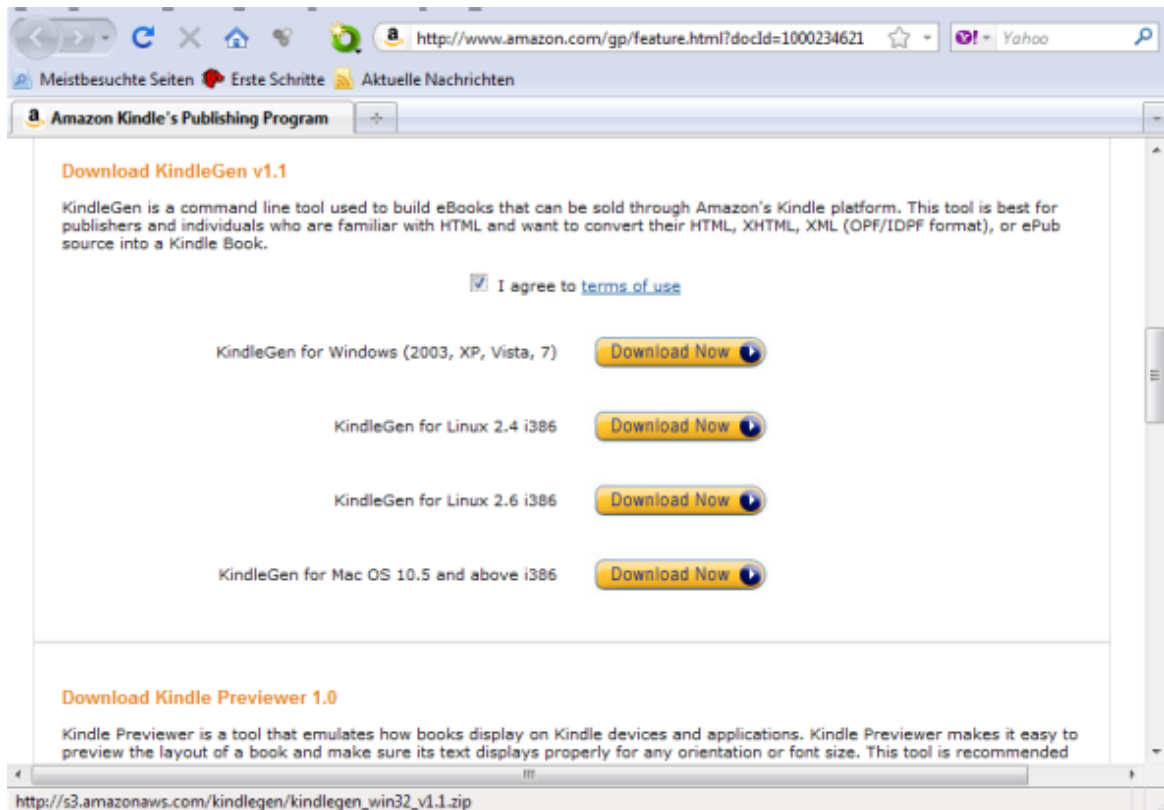 http://www.amazon.com/gp/feature.html?docId=1000234621
Yahoo
Meistbesuchte Seiten Erste Schritte Aktuelle Nachrichten
Amazon Kindle's Publishing Program
Download KindleGen v1.1
KindleGen is a command line tool used to build eBooks that can be sold through Amazon's Kindle platform. This tool is best for
publishers and individuals who are familiar with HTML and want to convert their HTML, XHTML, XML (OPF/IDPF format), or ePub
source into a Kindle Book.
I agree to terms of use
KindleGen for Windows (2003, XP, Vista, 7) Download Now
KindleGen for Linux 2.4 i386 Download Now
KindleGen for Linux 2.6 i386 Download Now
KindleGen for Mac OS 10.5 and above i386 Download Now
Download Kindle Previewer 1.0
Kindle Previewer is a tool that emulates how books display on Kindle devices and applications. Kindle Previewer makes it easy to
preview the layout of a book and make sure its text displays properly for any orientation or font size. This tool is recommended
http://s3.amazonaws.com/kindlegen/kindlegen_win32_v1.1.zip